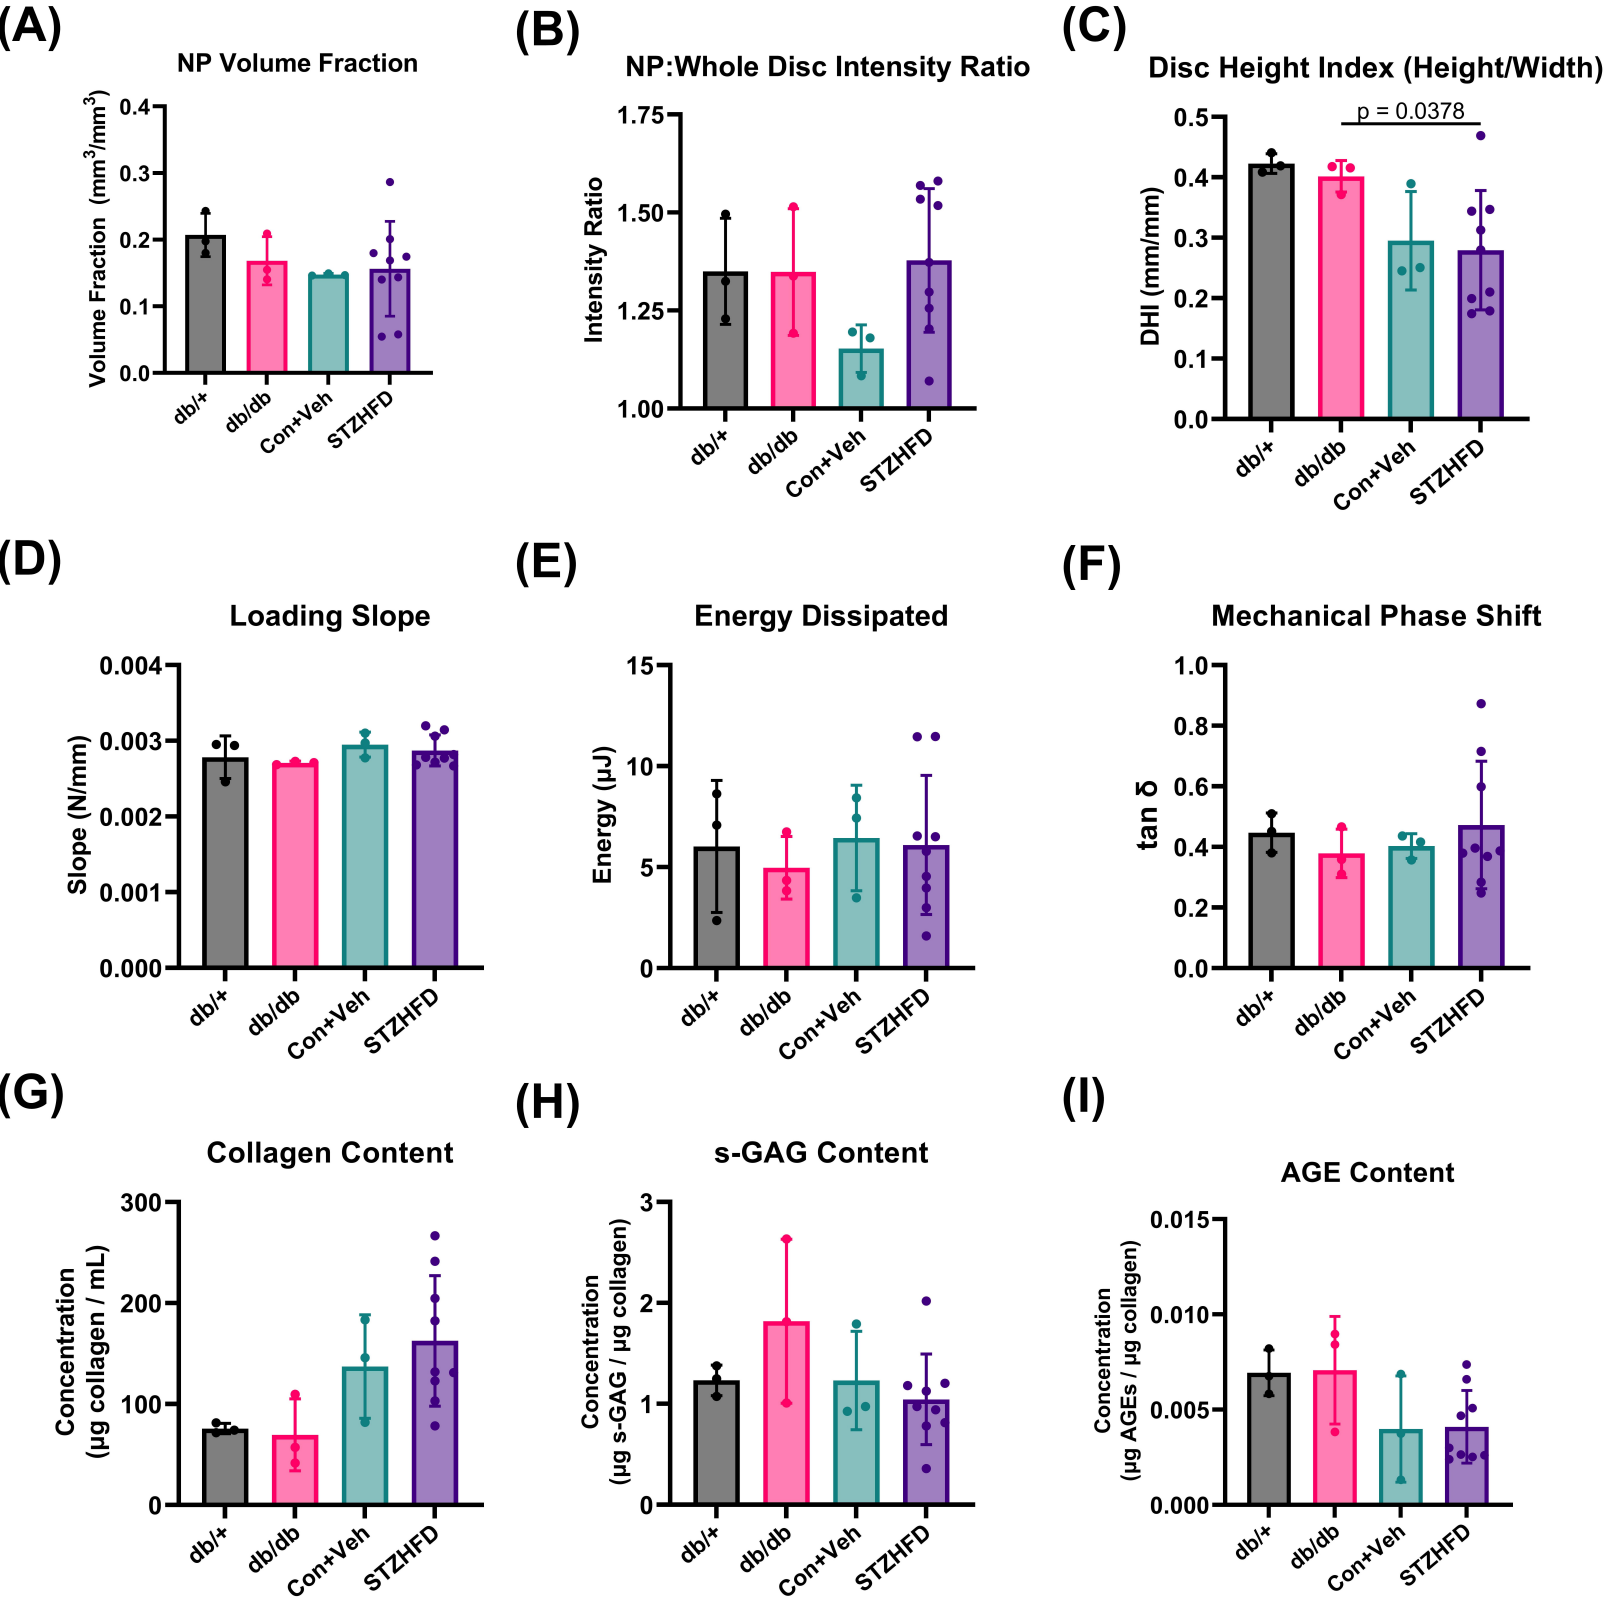 (A)
NP Volume Fraction
Volume Fraction (mm³/mm³)
0.4
0.3
0.2
0.1
0.0
db/+
db/db
Con+Veh
STZHFD
(B)
NP:Whole Disc Intensity Ratio
Intensity Ratio
1.75
1.50
1.25
1.00
db/+
db/db
Con+Veh
STZHFD
(C)
Disc Height Index (Height/Width)
p = 0.0378
DHI (mm/mm)
0.5
0.4
0.3
0.2
0.1
0.0
db/+
db/db
Con+Veh
STZHFD
(D)
Loading Slope
Slope (N/mm)
0.004
0.003
0.002
0.001
0.000
db/+
db/db
Con+Veh
STZHFD
(E)
Energy Dissipated
Energy (µJ)
15
10
5
0
db/+
db/db
Con+Veh
STZHFD
(F)
Mechanical Phase Shift
tan δ
1.0
0.8
0.6
0.4
0.2
0.0
db/+
db/db
Con+Veh
STZHFD
(G)
Collagen Content
Concentration
(µg collagen / mL)
300
200
100
0
db/+
db/db
Con+Veh
STZHFD
(H)
s-GAG Content
Concentration
(µg s-GAG / µg collagen)
3
2
1
0
db/+
db/db
Con+Veh
STZHFD
(I)
AGE Content
Concentration
(µg AGEs / µg collagen)
0.015
0.010
0.005
0.000
db/+
db/db
Con+Veh
STZHFD